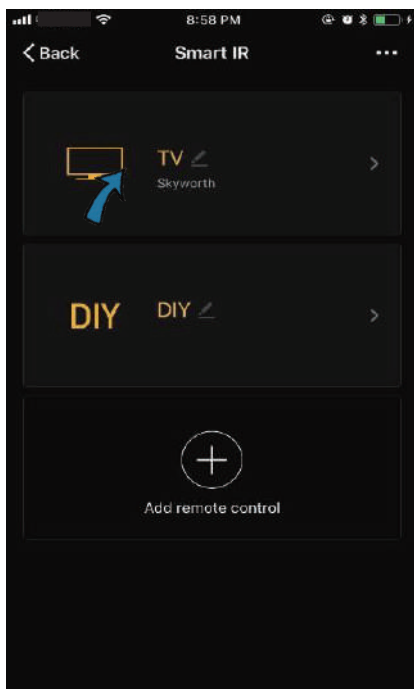 8:58 PM
Back
Smart IR
TV
Skyworth
DIY
DIY
Add remote control